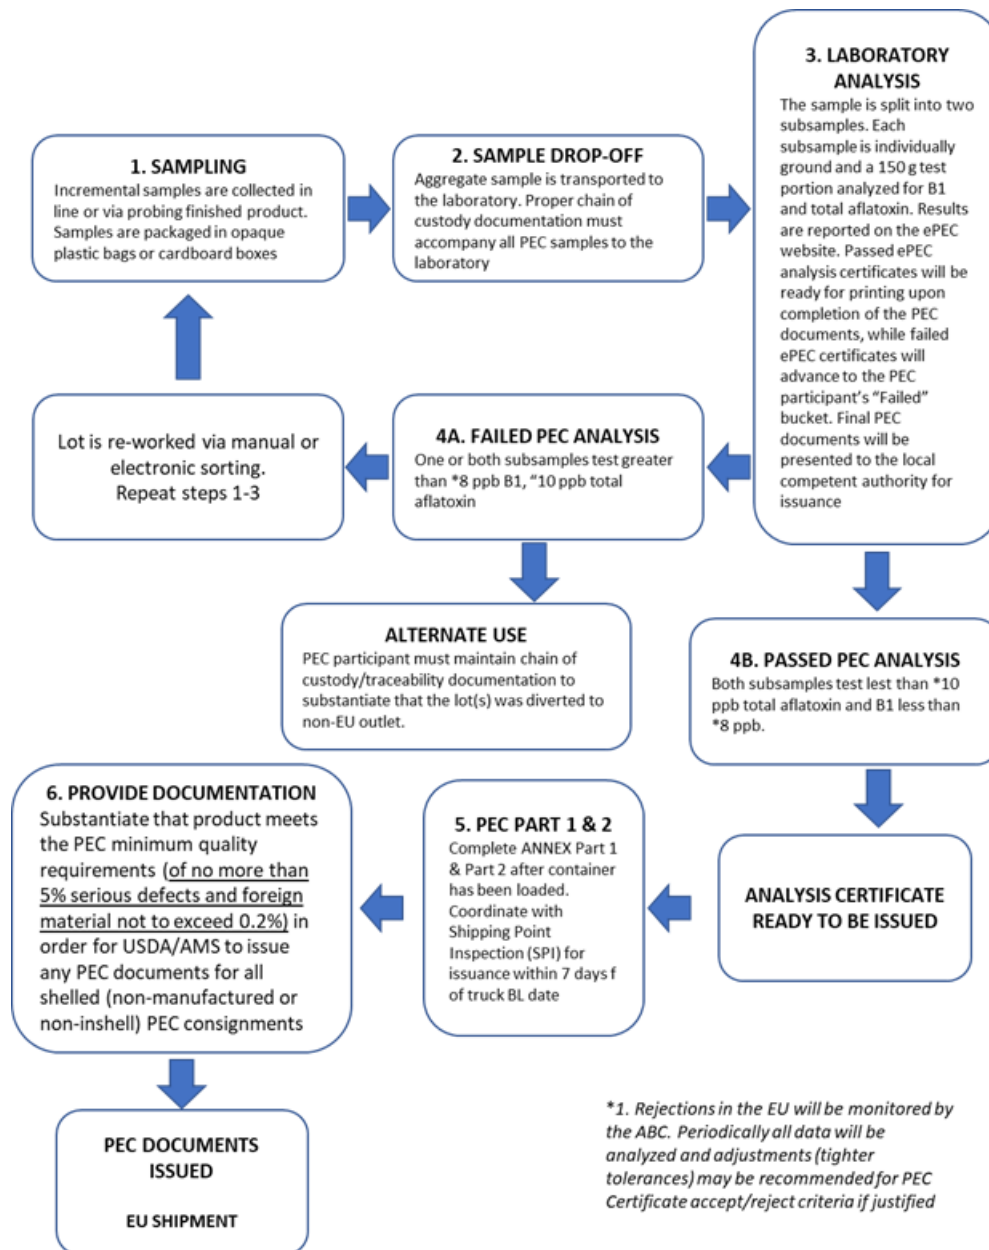 1. SAMPLING
Incremental samples are collected in
line or via probing finished product.
Samples are packaged in opaque
plastic bags or cardboard boxes
2. SAMPLE DROP-OFF
Aggregate sample is transported to
the laboratory. Proper chain of
custody documentation must
accompany all PEC samples to the
laboratory
3. LABORATORY
ANALYSIS
The sample is split into two
subsamples. Each
subsample is individually
ground and a 150 g test
portion analyzed for B1
and total aflatoxin. Results
are reported on the ePEC
website. Passed ePEC
analysis certificates will be
ready for printing upon
completion of the PEC
documents, while failed
ePEC certificates will
advance to the PEC
participant's "Failed"
bucket. Final PEC
documents will be
presented to the local
competent authority for
issuance
4A. FAILED PEC ANALYSIS
One or both subsamples test greater
than *8 ppb B1, "10 ppb total
aflatoxin
Lot is re-worked via manual or
electronic sorting.
Repeat steps 1-3
ALTERNATE USE
PEC participant must maintain chain of
custody/traceability documentation to
substantiate that the lot(s) was diverted to
non-EU outlet.
4B. PASSED PEC ANALYSIS
Both subsamples test lest than *10
ppb total aflatoxin and B1 less than
*8 ppb.
ANALYSIS CERTIFICATE
READY TO BE ISSUED
5. PEC PART 1 & 2
Complete ANNEX Part 1
& Part 2 after container
has been loaded.
Coordinate with
Shipping Point
Inspection (SPI) for
issuance within 7 days f
of truck BL date
6. PROVIDE DOCUMENTATION
Substantiate that product meets
the PEC minimum quality
requirements (of no more than
5% serious defects and foreign
material not to exceed 0.2%) in
order for USDA/AMS to issue
any PEC documents for all
shelled (non-manufactured or
non-inshell) PEC consignments
PEC DOCUMENTS
ISSUED
EU SHIPMENT
*1. Rejections in the EU will be monitored by
the ABC. Periodically all data will be
analyzed and adjustments (tighter
tolerances) may be recommended for PEC
Certificate accept/reject criteria if justified